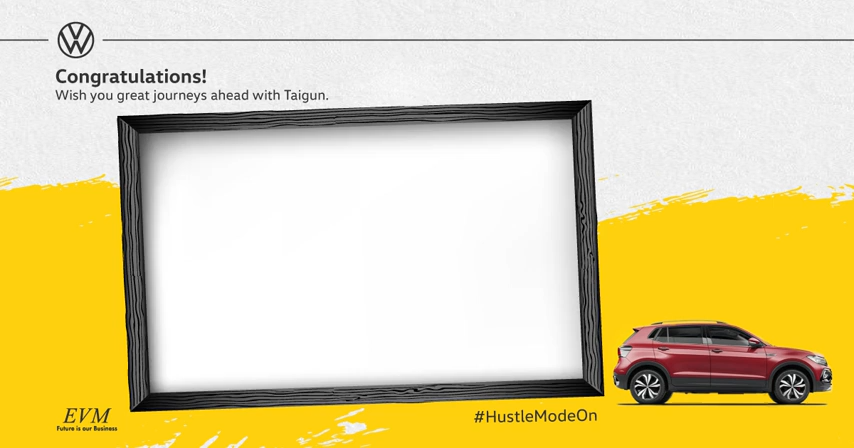 Congratulations!
Wish you great journeys ahead with Taigun.
EVM
Future is our Business
#HustleModeOn